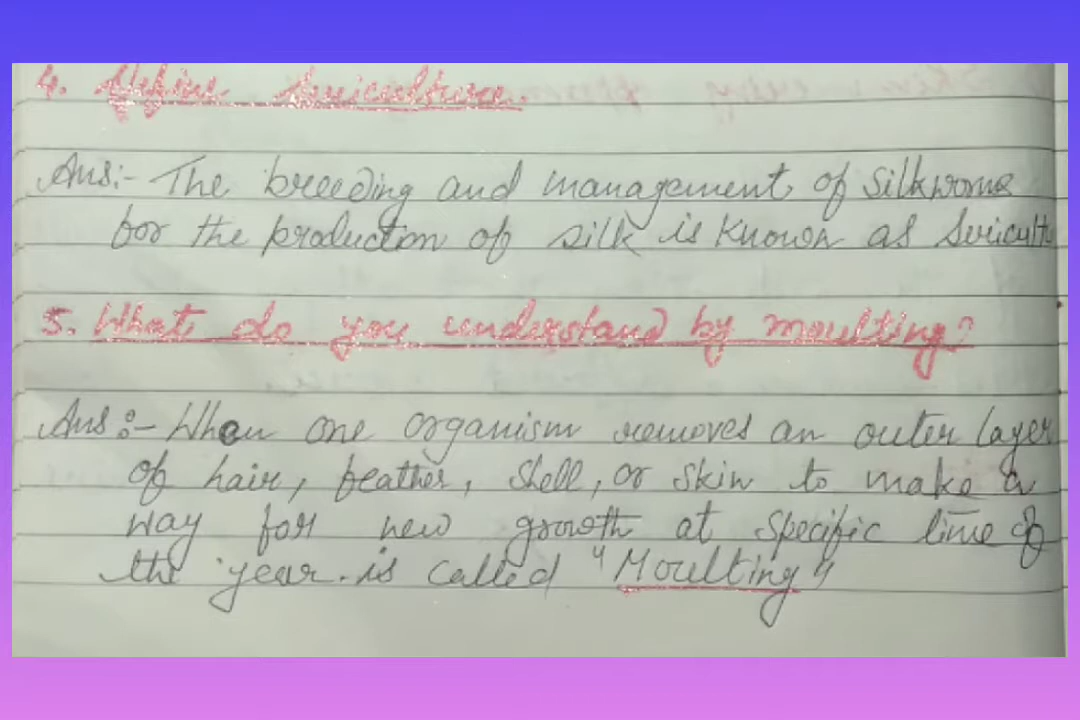 4. Define Sericulture.
Ans:- The breeding and management of Silkworms
for the production of silk is known as Sericultu
5. What do you understand by moulting?
Ans:- When one organism removes an outer layer
of hair, feather, Shell, or skin to make a
way for new growth at specific time of
the year. is called "Moulting"